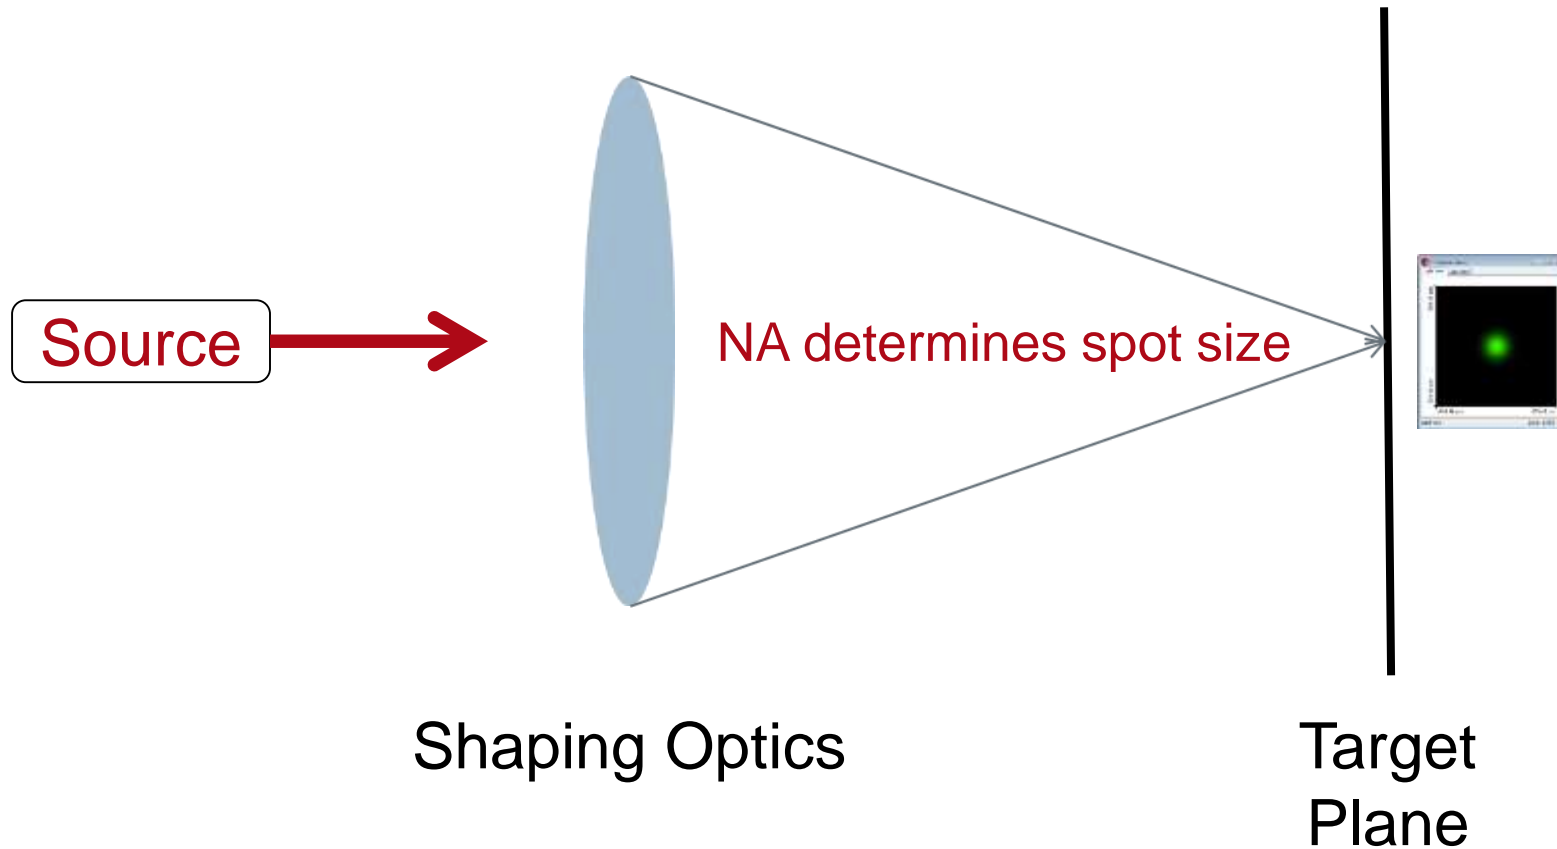 Source
NA determines spot size
Shaping Optics
Target
Plane